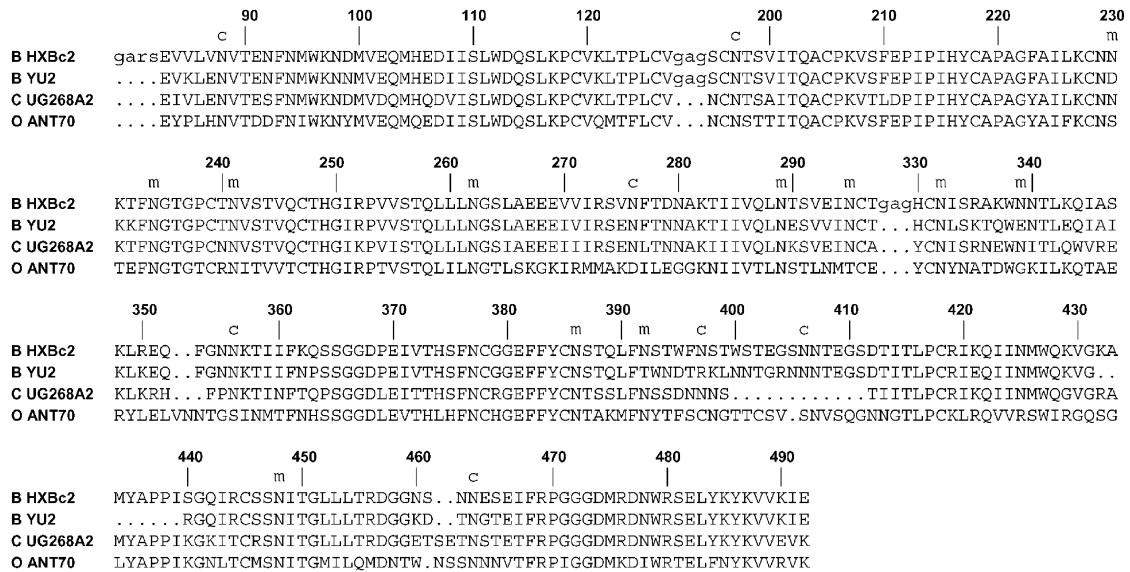 90 100 110 120 200 210 220 230
c c m
B HXBc2 garsEVVLVNVTENFNMWKNDMVEQMHEDIISLWDQSLKPCVKLTPLCVgagSCNTSVITQACPKVSFEPIPIHYCAPAGFAILKCNN
B YU2 ....EVKLENVTENFNMWKNNMVEQMHEDIISLWDQSLKPCVKLTPLCVgagSCNTSVITQACPKVSFEPIPIHYCAPAGFAILKCND
C UG268A2 ....EIVLENVTESFNMWKNDMVEQMHQDVISLWDQSLKPCVKLTPLCV...NCNTSAITQACPKVTLDPIPIHYCAPAGFAILKCNN
O ANT70 ....EYPLHNVTDDFNIWKNYMVEQMQEDIISLWDQSLKPCVQMTFLCV...NCNSTTITQACPKVSFEPIPIHYCAPAGYAIFKCNS
240 250 260 270 280 290 330 340
m m m c m m m m
B HXBc2 KTFNGTGPCTNVSTVQCTHGIRPVVSTQLLLNGSLAEEEVVIRSVNFTDNAKTIIVQLNTSVEINCTgagHCNISRAKWNNTLKQIAS
B YU2 KKFNGTGPCTNVSTVQCTHGIRPVVSTQLLLNGSLAEEEIVIRSENFTNNAKTIIVQLNESVVINCT...HCNLSKTQWENTLEQIAI
C UG268A2 KTFNGTGPCNNVSTVQCTHGIKPVISTQLLLNGSIAEEEIIIRSENLTNNAKIIIVQLNKSVEINCA...YCNISRNEWNITLQWVRE
O ANT70 TEFNGTGTCRNITVVTCTHGIRPTVSTQLILNGTLSKGKIRMMAKDILEGGKNIIVTLNSTLNMTCE...YCNYNATDWGKILKQTAE
350 360 370 380 390 400 410 420 430
c m m c c
B HXBc2 KLREQ..FGNNKTIIFKQSSGGDPEIVTHSFNCGGEFFYCNSTQLFNSTWFNSTWSTEGSNNTEGSDTITLPCRIKQIINMWQKVGKA
B YU2 KLKEQ..FGNNKTIIFNPSSGGDPEIVTHSFNCGGEFFYCNSTQLFTWNDTRKLNNTGRNNNTEGSDTITLPCRIKQIINMWQKVG..
C UG268A2 KLKRH...FPNKTINFTQPSGGDLEITTHSFNCRGEFFYCNTSSLFNSSDNNNS............TIITLPCRIKQIINMWQGVGRA
O ANT70 RYLELVNNTGSINMTFNHSSGGDLEVTHLHFNCHGEFFYCNTAKMFNYTFSCNGTTCSV.SNVSQGNNGTLPCKLRQVVRSWIRGQSG
440 450 460 470 480 490
m c
B HXBc2 MYAPPISGQIRCSSNITGLLLTRDGGNS..NNESEIFRPGGGDMRDNWRSELYKYKVVKIE
B YU2 .....RGQIRCSSNITGLLLTRDGGKD..TNGTEIFRPGGGDMRDNWRSELYKYKVVKIE
C UG268A2 MYAPPIKGKITCRSNITGLLLTRDGGETSETNSTETFRPGGGDMRDNWRSELYKYKVVEVK
O ANT70 LYAPPIKGNLTCMSNITGMILQMDNTW.NSSNNNVTFRPIGGDMKDIWRTELFNYKVVRVK